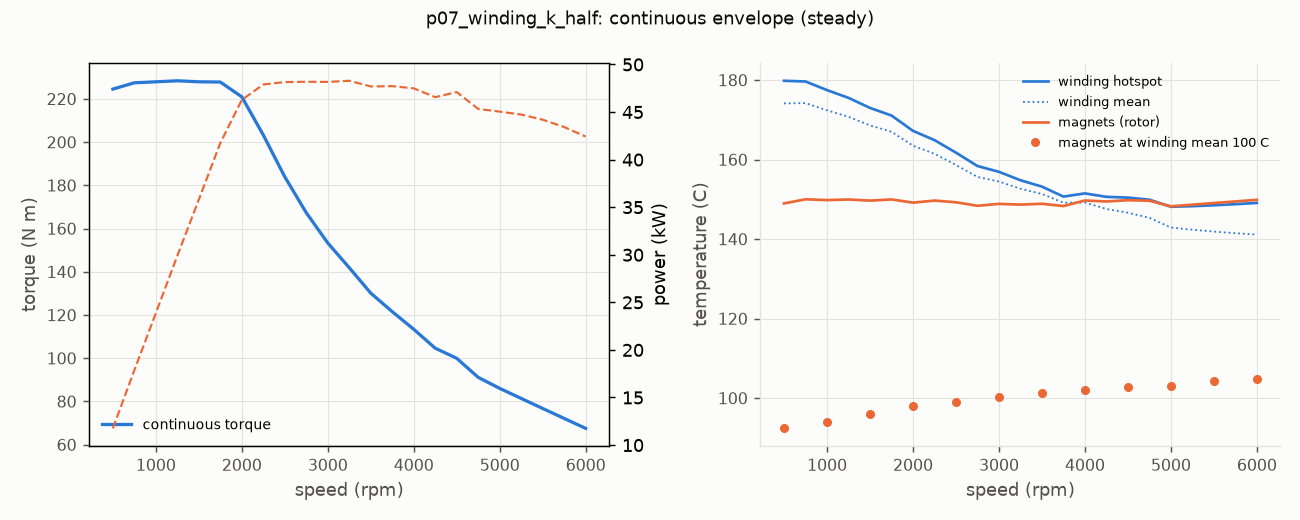 p07_winding_k_half: continuous envelope (steady)
torque (N m)
220
200
180
160
140
120
100
80
60
continuous torque
1000 2000 3000 4000 5000 6000
speed (rpm)
50
45
40
35
30
25
20
15
10
power (kW)
temperature (C)
180
160
140
120
100
winding hotspot
winding mean
magnets (rotor)
magnets at winding mean 100 C
1000 2000 3000 4000 5000 6000
speed (rpm)